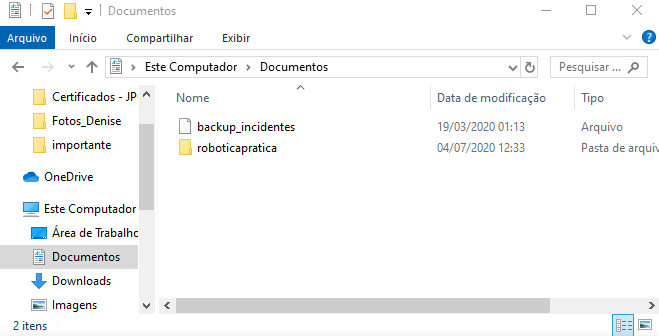 Documentos
Arquivo Início Compartilhar Exibir
Este Computador Documentos Pesquisar ...
Certificados - JP
Fotos_Denise
importante
OneDrive
Este Computador
Área de Trabalho
Documentos
Downloads
Imagens
Nome Data de modificação Tipo
backup_incidentes 19/03/2020 01:13 Arquivo
roboticapratica 04/07/2020 12:33 Pasta de arquiv
2 itens